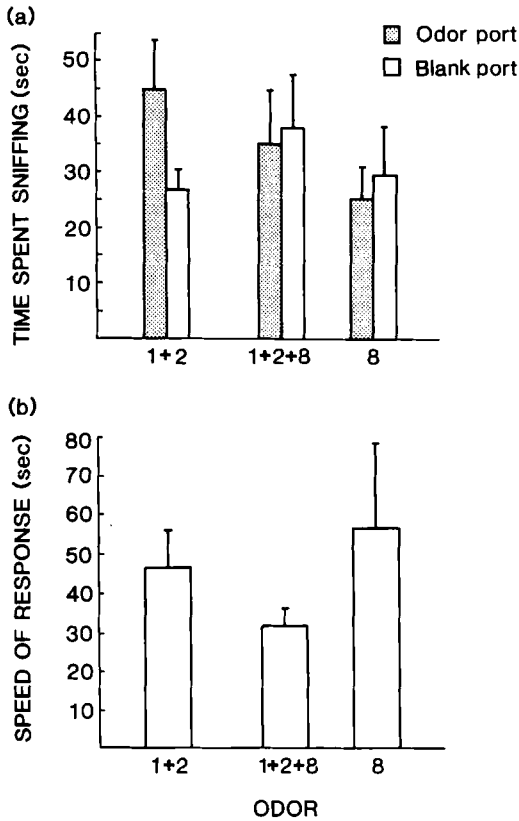 (a)
Odor port
Blank port
TIME SPENT SNIFFING (sec)
50
40
30
20
10
1+2
1+2+8
8
(b)
SPEED OF RESPONSE (sec)
80
70
60
50
40
30
20
10
1+2
1+2+8
8
ODOR